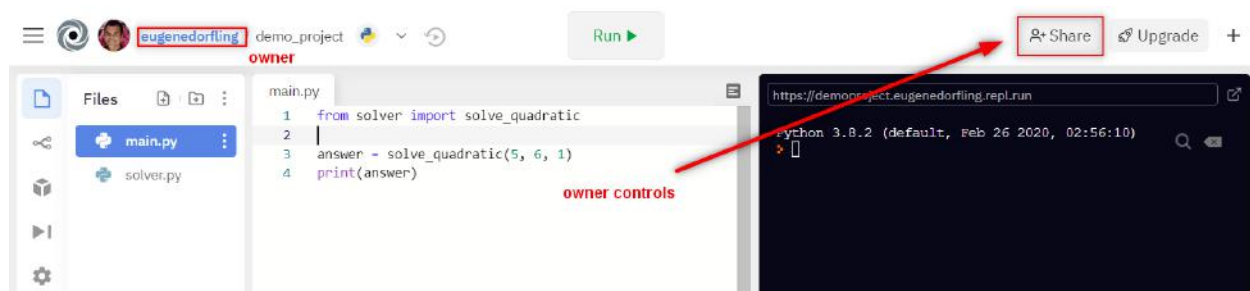 eugenedorfling / demo_project Run Share Upgrade +
owner
Files main.py
main.py
solver.py
1 from solver import solve_quadratic
2
3 answer = solve_quadratic(5, 6, 1)
4 print(answer)
owner controls
https://demoproject.eugenedorfling.repl.run
Python 3.8.2 (default, Feb 26 2020, 02:56:10)
>